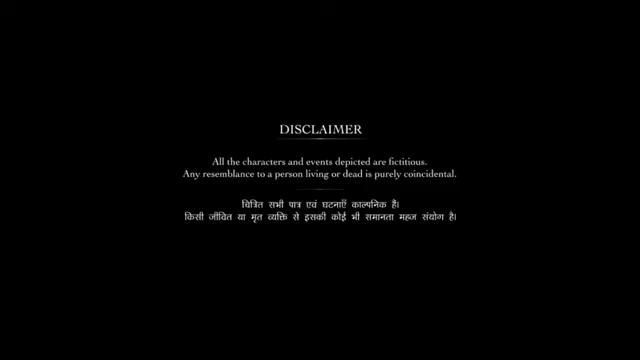 DISCLAIMER
All the characters and events depicted are fictitious.
Any resemblance to a person living or dead is purely coincidental.
चित्रित सभी पात्र एवं घटनाएँ काल्पनिक है।
किसी जीवित या मृत व्यक्ति से इसकी कोई भी समानता महज संयोग है।